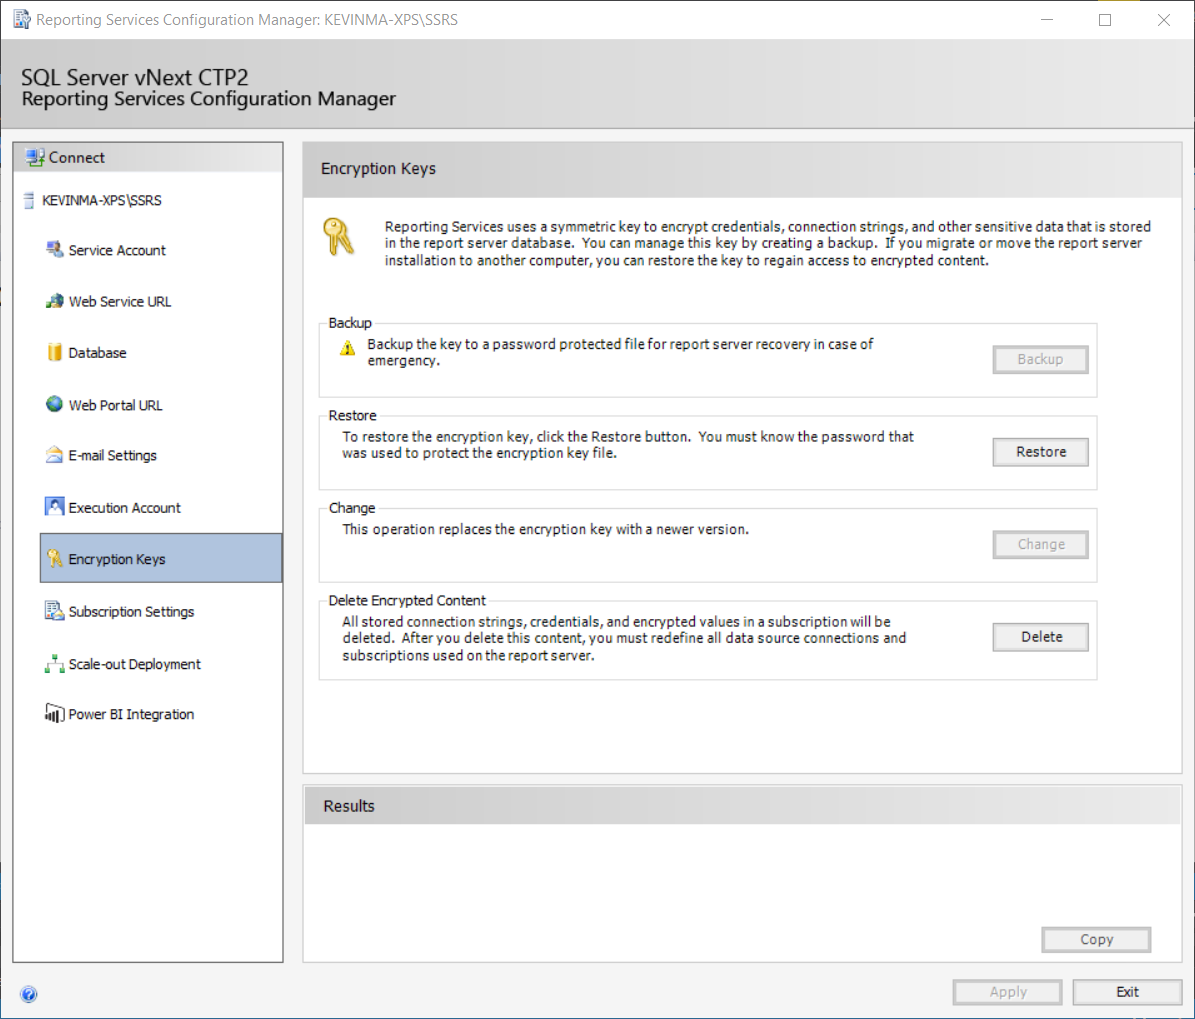 Reporting Services Configuration Manager: KEVINMA-XPS\SSRS
SQL Server vNext CTP2
Reporting Services Configuration Manager
Connect
KEVINMA-XPS\SSRS
Service Account
Web Service URL
Database
Web Portal URL
E-mail Settings
Execution Account
Encryption Keys
Subscription Settings
Scale-out Deployment
Power BI Integration
Encryption Keys
Reporting Services uses a symmetric key to encrypt credentials, connection strings, and other sensitive data that is stored
in the report server database.  You can manage this key by creating a backup.  If you migrate or move the report server
installation to another computer, you can restore the key to regain access to encrypted content.
Backup
Backup the key to a password protected file for report server recovery in case of
emergency.
Backup
Restore
To restore the encryption key, click the Restore button.  You must know the password that
was used to protect the encryption key file.
Restore
Change
This operation replaces the encryption key with a newer version.
Change
Delete Encrypted Content
All stored connection strings, credentials, and encrypted values in a subscription will be
deleted.  After you delete this content, you must redefine all data source connections and
subscriptions used on the report server.
Delete
Results
Copy
Apply
Exit